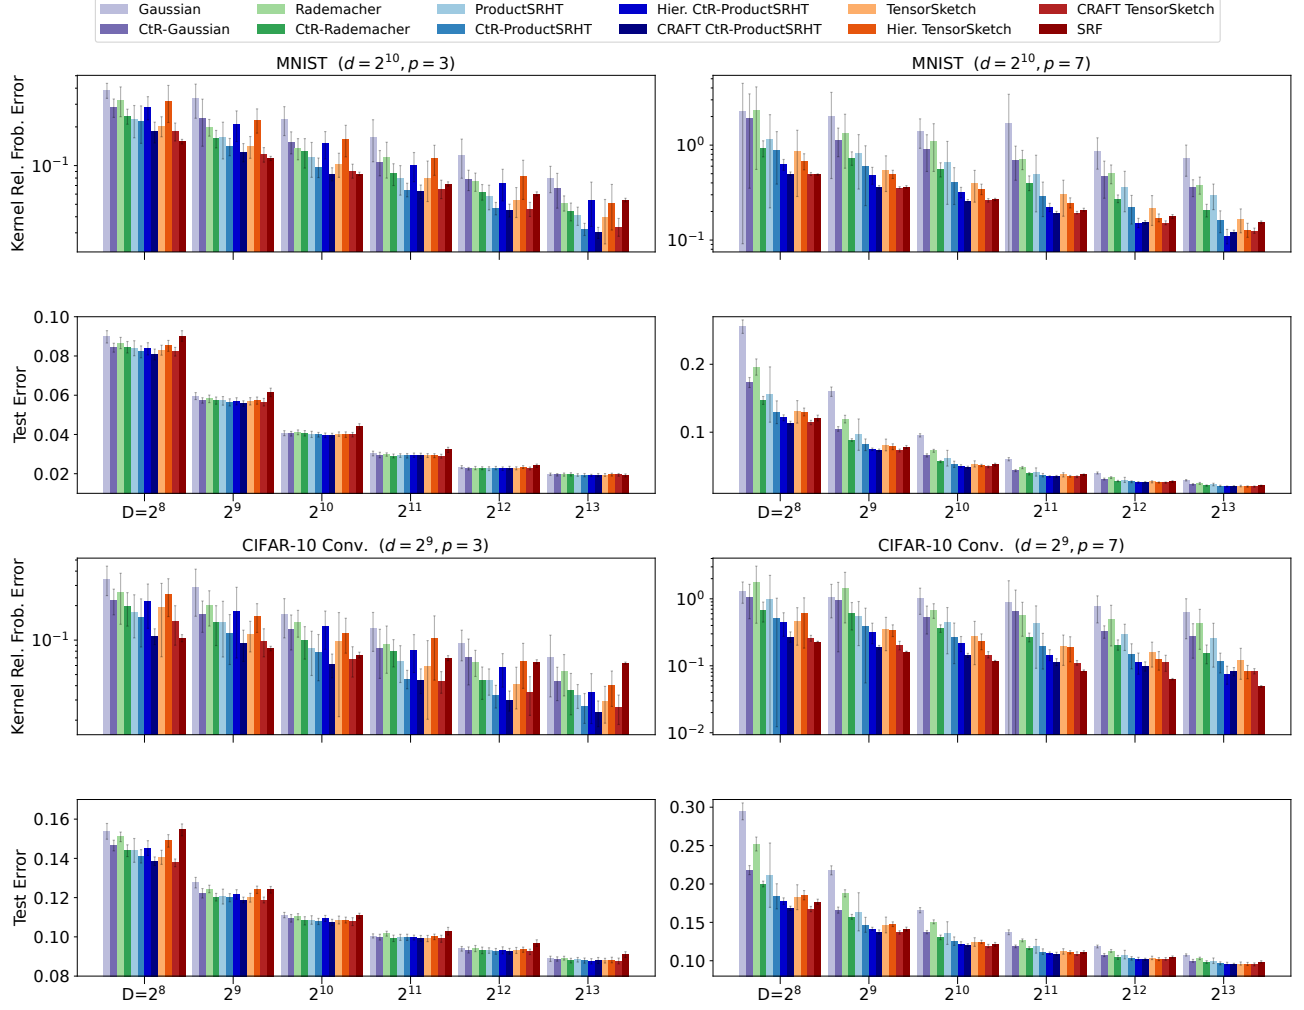 Gaussian Rademacher ProductSRHT Hier. CtR-ProductSRHT TensorSketch CRAFT TensorSketch
CtR-Gaussian CtR-Rademacher CtR-ProductSRHT CRAFT CtR-ProductSRHT Hier. TensorSketch SRF
MNIST (d = 2^10, p = 3)
MNIST (d = 2^10, p = 7)
Kernel Rel. Frob. Error
10^−1
10^0
10^−1
Test Error
0.10
0.08
0.06
0.04
0.02
0.2
0.1
D=2^8 2^9 2^10 2^11 2^12 2^13
D=2^8 2^9 2^10 2^11 2^12 2^13
CIFAR-10 Conv. (d = 2^9, p = 3)
CIFAR-10 Conv. (d = 2^9, p = 7)
Kernel Rel. Frob. Error
10^−1
10^0
10^−1
10^−2
Test Error
0.16
0.14
0.12
0.10
0.08
0.30
0.25
0.20
0.15
0.10
D=2^8 2^9 2^10 2^11 2^12 2^13
D=2^8 2^9 2^10 2^11 2^12 2^13